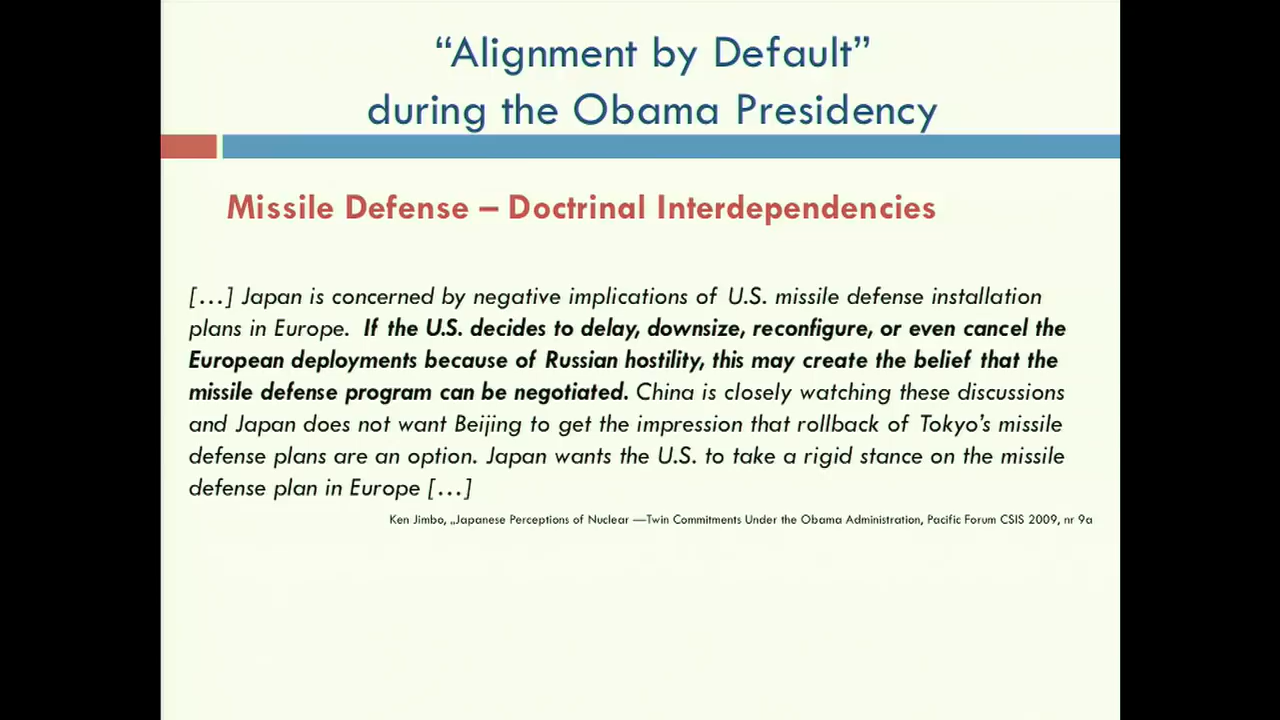 “Alignment by Default”
during the Obama Presidency
Missile Defense – Doctrinal Interdependencies
[…] Japan is concerned by negative implications of U.S. missile defense installation
plans in Europe. If the U.S. decides to delay, downsize, reconfigure, or even cancel the
European deployments because of Russian hostility, this may create the belief that the
missile defense program can be negotiated. China is closely watching these discussions
and Japan does not want Beijing to get the impression that rollback of Tokyo’s missile
defense plans are an option. Japan wants the U.S. to take a rigid stance on the missile
defense plan in Europe […]
Ken Jimbo, „Japanese Perceptions of Nuclear —Twin Commitments Under the Obama Administration, Pacific Forum CSIS 2009, nr 9a